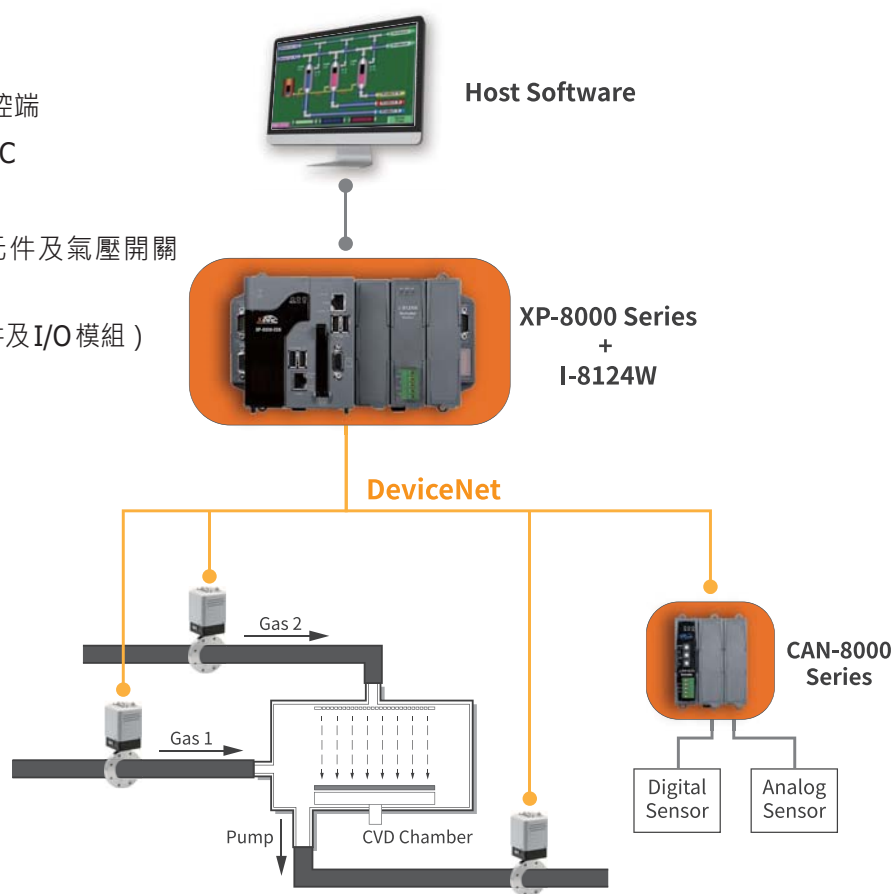 控端
C
元件及氣壓開關
件及I/O模組 )
Host Software
XP-8000 Series
+
I-8124W
DeviceNet
Gas 2
CAN-8000
Series
Gas 1
Digital
Sensor
Analog
Sensor
Pump
CVD Chamber